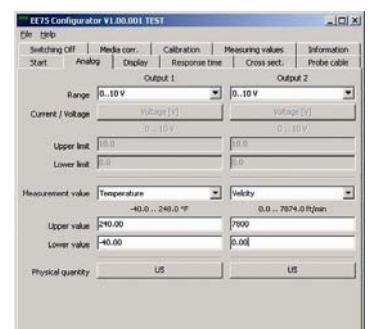 EE75 Configurator V1.00.001 TEST
File Help
Switching Off Media corr. Calibration Measuring values Information
Start Analog Display Response time Cross sect. Probe cable
Output 1 Output 2
Range 0..10 V 0..10 V
Current / Voltage Voltage [V] Voltage [V]
0 .. 10 V 0 .. 10 V
Upper limit 10.0 10.0
Lower limit 0.0 0.0
Measurement value Temperature Velcity
-40.0 .. 248.0 °F 0.0 .. 7874.0 ft/min
Upper value 240.00 7800
Lower value -40.00 0.00
Physical quantity US US